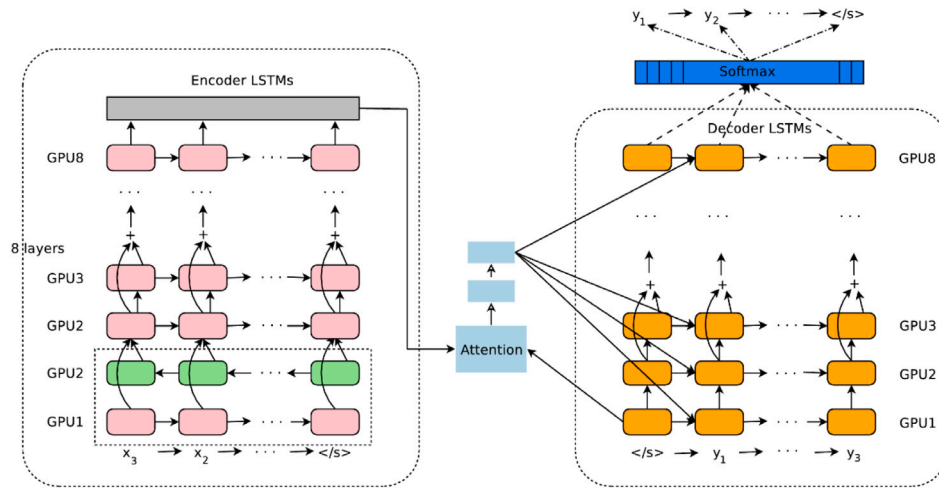 y1 y2 ... </s>
Softmax
Encoder LSTMs
Decoder LSTMs
GPU8 ... GPU8
... ...
+ + +
8 layers
+ + +
GPU3 ...
GPU2 ... GPU3
Attention
GPU2 ... GPU2
GPU1 ... GPU1
x3 x2 ... </s>
</s> y1 ... y3